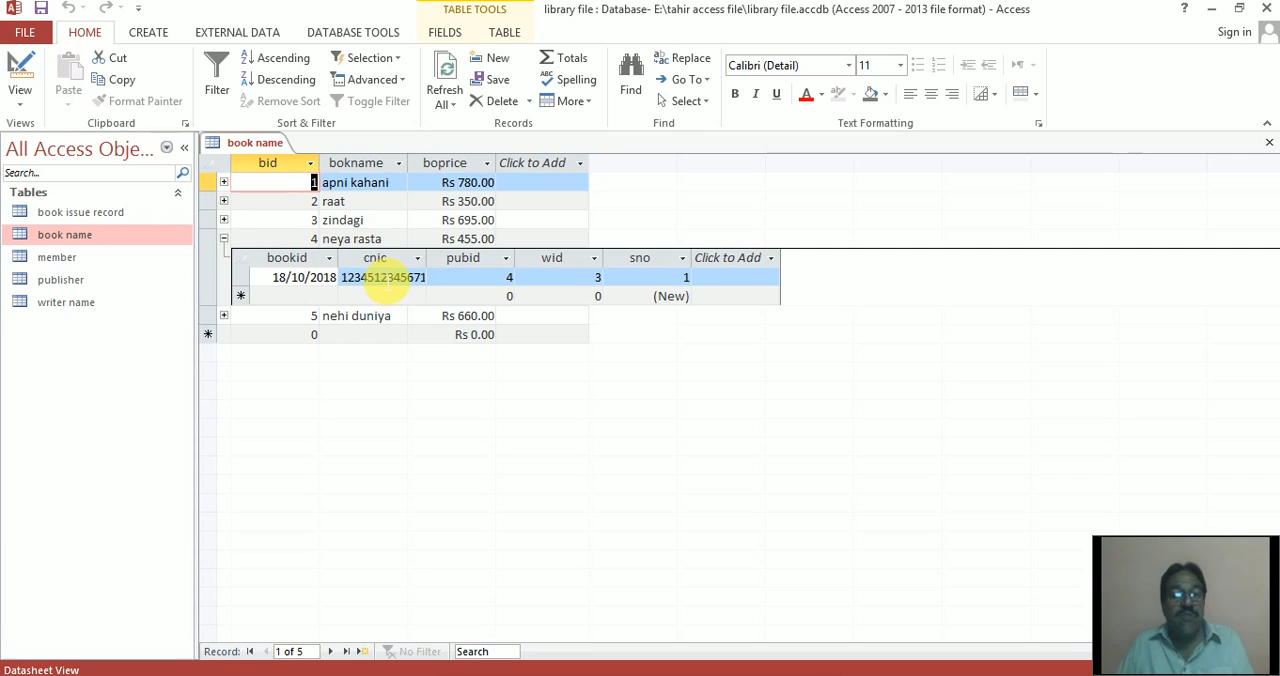 library file : Database- E:\tahir access file\library file.accdb (Access 2007 - 2013 file format) - Access
TABLE TOOLS
FILE HOME CREATE EXTERNAL DATA DATABASE TOOLS FIELDS TABLE
Sign in
View
Views
Paste
Cut
Copy
Format Painter
Clipboard
Filter
Ascending
Descending
Remove Sort
Selection
Advanced
Toggle Filter
Sort & Filter
Refresh
All
New
Save
Delete
Totals
Spelling
More
Records
Find
Replace
Go To
Select
Find
Calibri (Detail) 11
B I U A
Text Formatting
All Access Obje...
Search...
Tables
book issue record
book name
member
publisher
writer name
book name
bid bokname boprice Click to Add
1 apni kahani Rs 780.00
2 raat Rs 350.00
3 zindagi Rs 695.00
4 neya rasta Rs 455.00
bookid cnic pubid wid sno Click to Add
18/10/2018 1234512345671 4 3 1
0 0 (New)
5 nehi duniya Rs 660.00
0 Rs 0.00
Record: 1 of 5 No Filter Search
Datasheet View